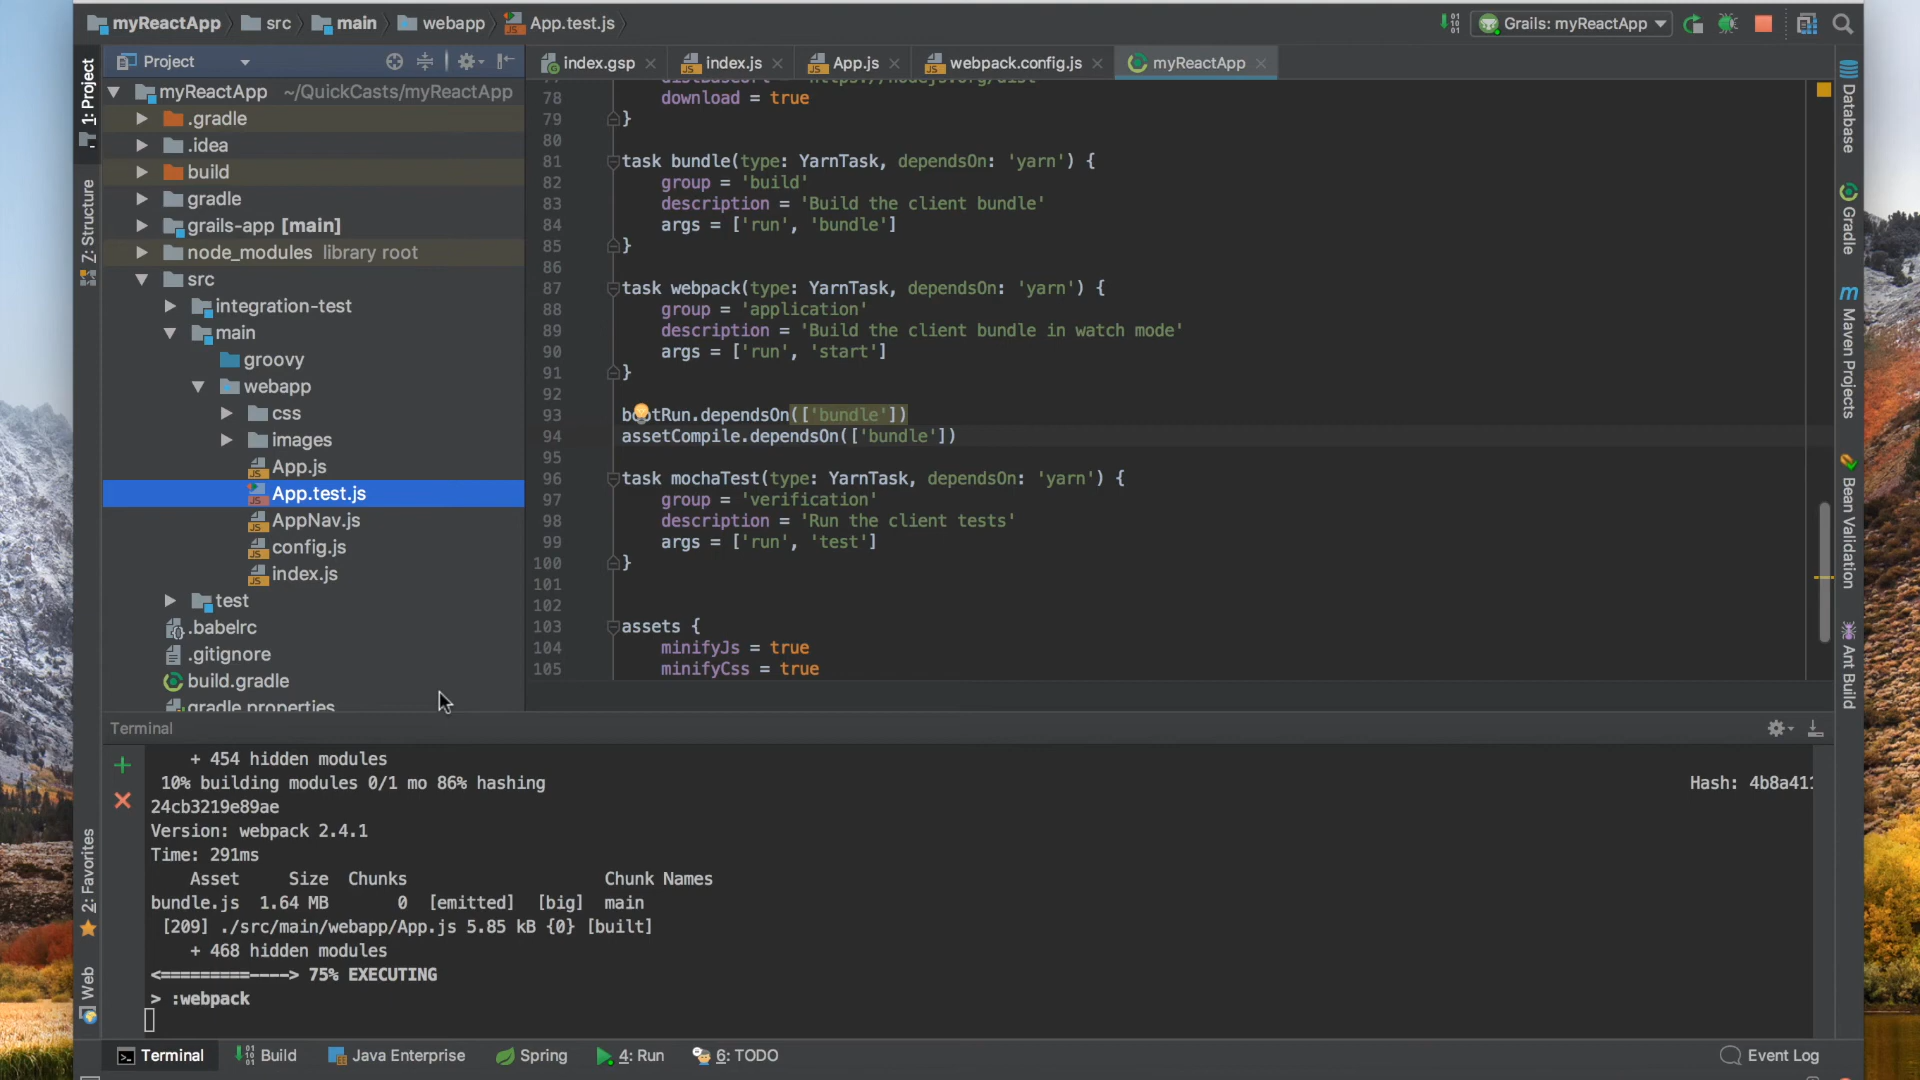 myReactApp src main webapp App.test.js
Grails: myReactApp
Project
index.gsp index.js App.js webpack.config.js myReactApp
1: Project
Z: Structure
2: Favorites
Web
myReactApp ~/QuickCasts/myReactApp
.gradle
.idea
build
gradle
grails-app [main]
node_modules library root
src
integration-test
main
groovy
webapp
css
images
App.js
App.test.js
AppNav.js
config.js
index.js
test
.babelrc
.gitignore
build.gradle
gradle.properties
78 download = true
79 }
80
81 task bundle(type: YarnTask, dependsOn: 'yarn') {
82 group = 'build'
83 description = 'Build the client bundle'
84 args = ['run', 'bundle']
85 }
86
87 task webpack(type: YarnTask, dependsOn: 'yarn') {
88 group = 'application'
89 description = 'Build the client bundle in watch mode'
90 args = ['run', 'start']
91 }
92
93 bootRun.dependsOn(['bundle'])
94 assetCompile.dependsOn(['bundle'])
95
96 task mochaTest(type: YarnTask, dependsOn: 'yarn') {
97 group = 'verification'
98 description = 'Run the client tests'
99 args = ['run', 'test']
100 }
101
102
103 assets {
104 minifyJs = true
105 minifyCss = true
Database
Gradle
Maven Projects
Bean Validation
Ant Build
Terminal
+ 454 hidden modules
10% building modules 0/1 mo 86% hashing Hash: 4b8a411
24cb3219e89ae
Version: webpack 2.4.1
Time: 291ms
Asset Size Chunks Chunk Names
bundle.js 1.64 MB 0 [emitted] [big] main
[209] ./src/main/webapp/App.js 5.85 kB {0} [built]
+ 468 hidden modules
<=========----> 75% EXECUTING
> :webpack
Terminal Build Java Enterprise Spring 4: Run 6: TODO Event Log